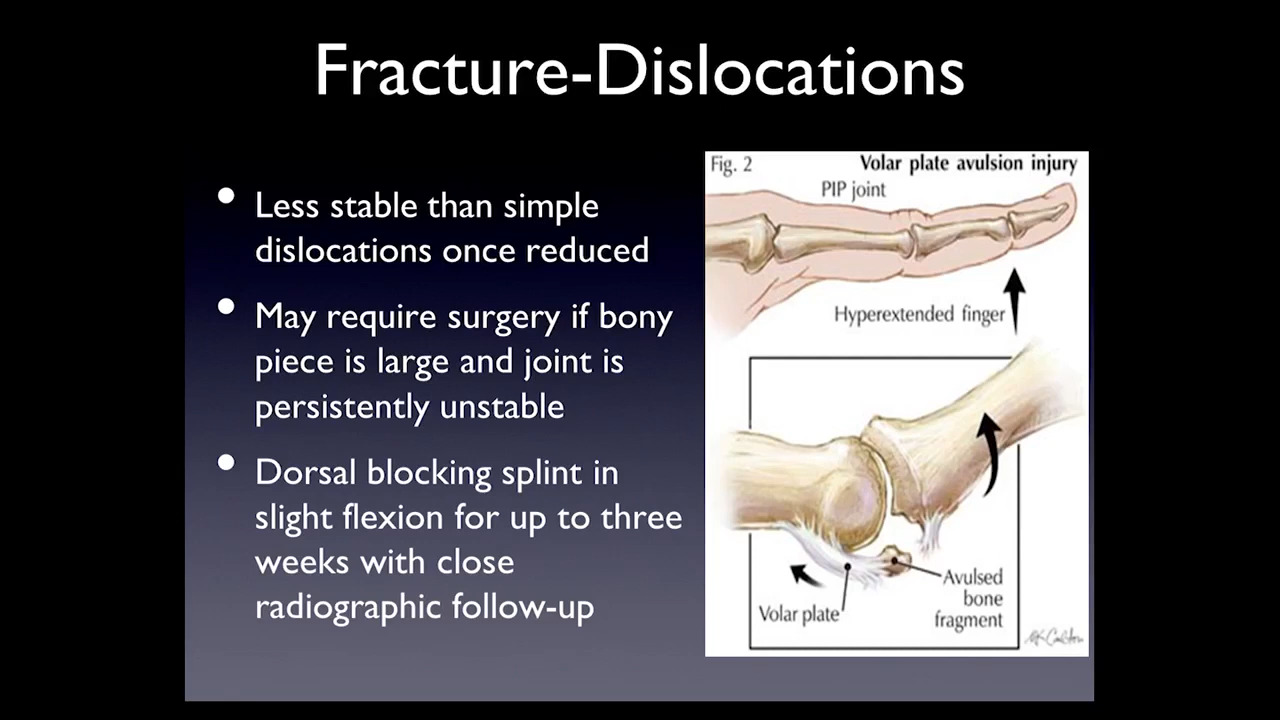 Fracture-Dislocations
• Less stable than simple
dislocations once reduced
• May require surgery if bony
piece is large and joint is
persistently unstable
• Dorsal blocking splint in
slight flexion for up to three
weeks with close
radiographic follow-up
Fig. 2
Volar plate avulsion injury
PIP joint
Hyperextended finger
Volar plate
Avulsed
bone
fragment